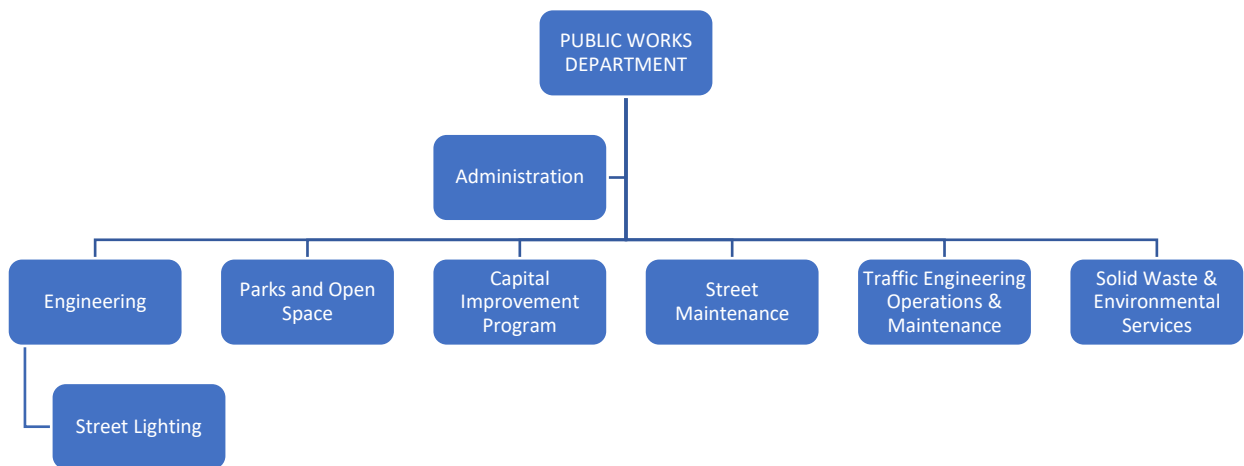 PUBLIC WORKS
DEPARTMENT
Administration
Engineering
Parks and Open
Space
Capital
Improvement
Program
Street
Maintenance
Traffic Engineering
Operations &
Maintenance
Solid Waste &
Environmental
Services
Street Lighting